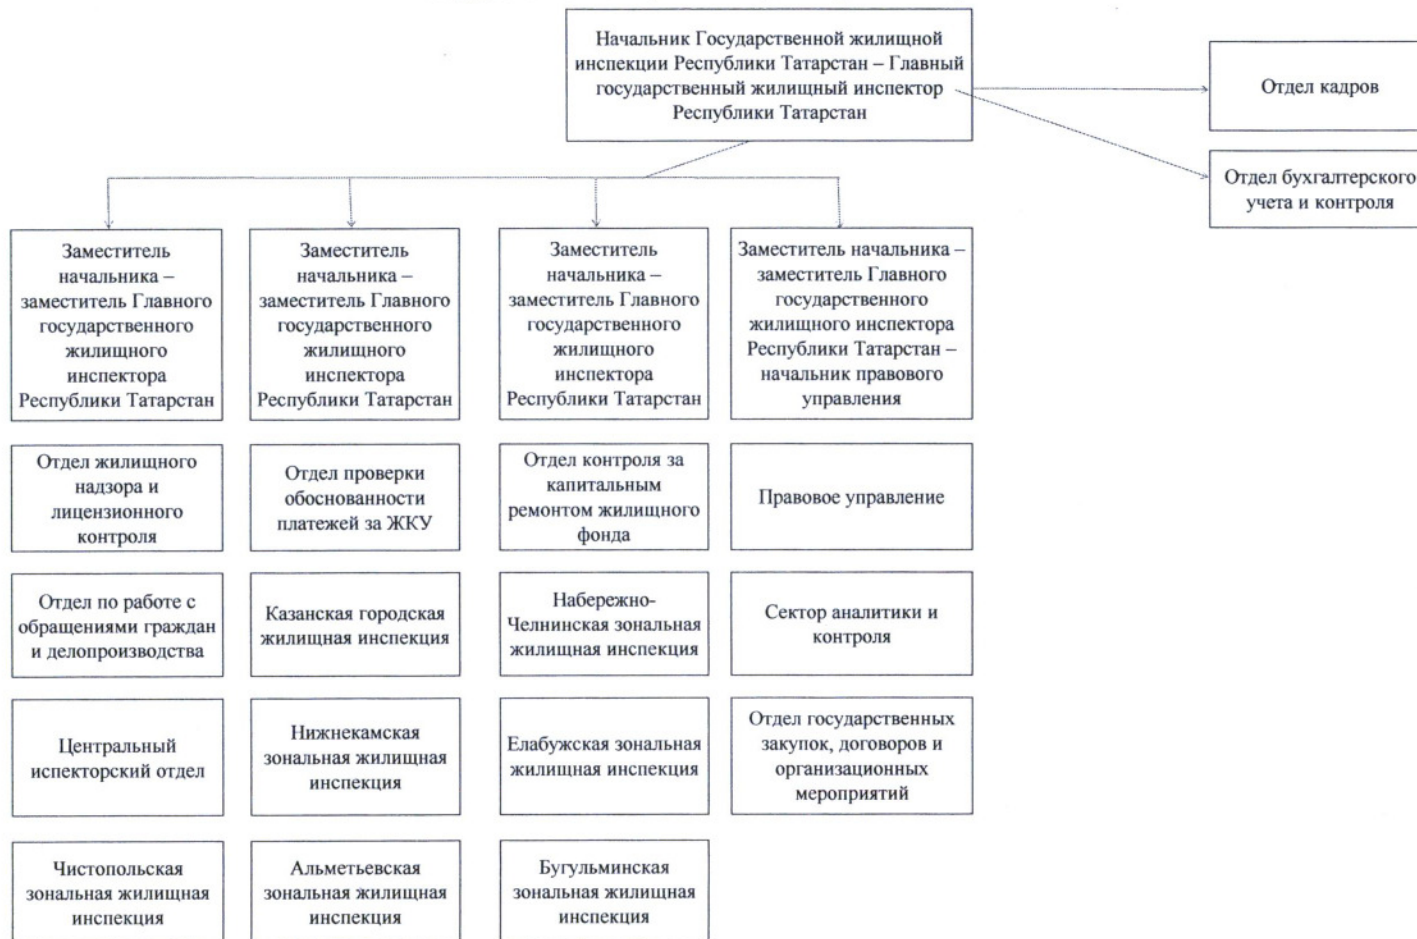 Начальник Государственной жилищной
инспекции Республики Татарстан – Главный
государственный жилищный инспектор
Республики Татарстан
Отдел кадров
Отдел бухгалтерского
учета и контроля
Заместитель
начальника –
заместитель Главного
государственного
жилищного
инспектора
Республики Татарстан
Заместитель
начальника –
заместитель Главного
государственного
жилищного
инспектора
Республики Татарстан
Заместитель
начальника –
заместитель Главного
государственного
жилищного
инспектора
Республики Татарстан
Заместитель начальника –
заместитель Главного
государственного
жилищного инспектора
Республики Татарстан –
начальник правового
управления
Отдел жилищного
надзора и
лицензионного
контроля
Отдел проверки
обоснованности
платежей за ЖКУ
Отдел контроля за
капитальным
ремонтом жилищного
фонда
Правовое управление
Отдел по работе с
обращениями граждан
и делопроизводства
Казанская городская
жилищная инспекция
Набережно-
Челнинская зональная
жилищная инспекция
Сектор аналитики и
контроля
Центральный
испекторский отдел
Нижнекамская
зональная жилищная
инспекция
Елабужская зональная
жилищная инспекция
Отдел государственных
закупок, договоров и
организационных
мероприятий
Чистопольская
зональная жилищная
инспекция
Альметьевская
зональная жилищная
инспекция
Бугульминская
зональная жилищная
инспекция